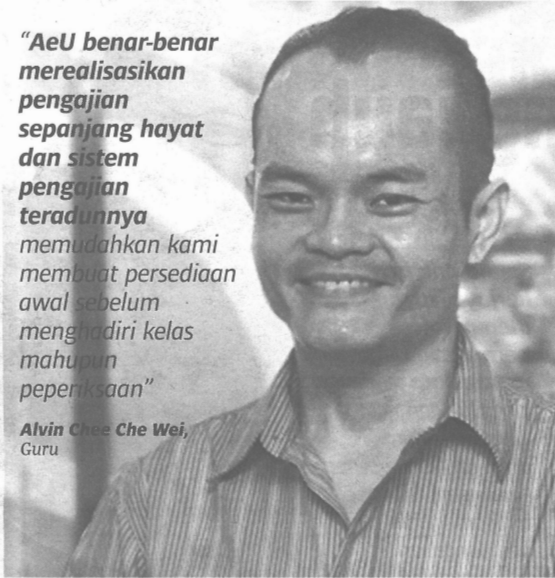 “AeU benar-benar
merealisasikan
pengajian
sepanjang hayat
dan sistem
pengajian
teradunnya
memudahkan kami
membuat persediaan
awal sebelum
menghadiri kelas
mahupun
peperiksaan”
Alvin Chee Che Wei,
Guru